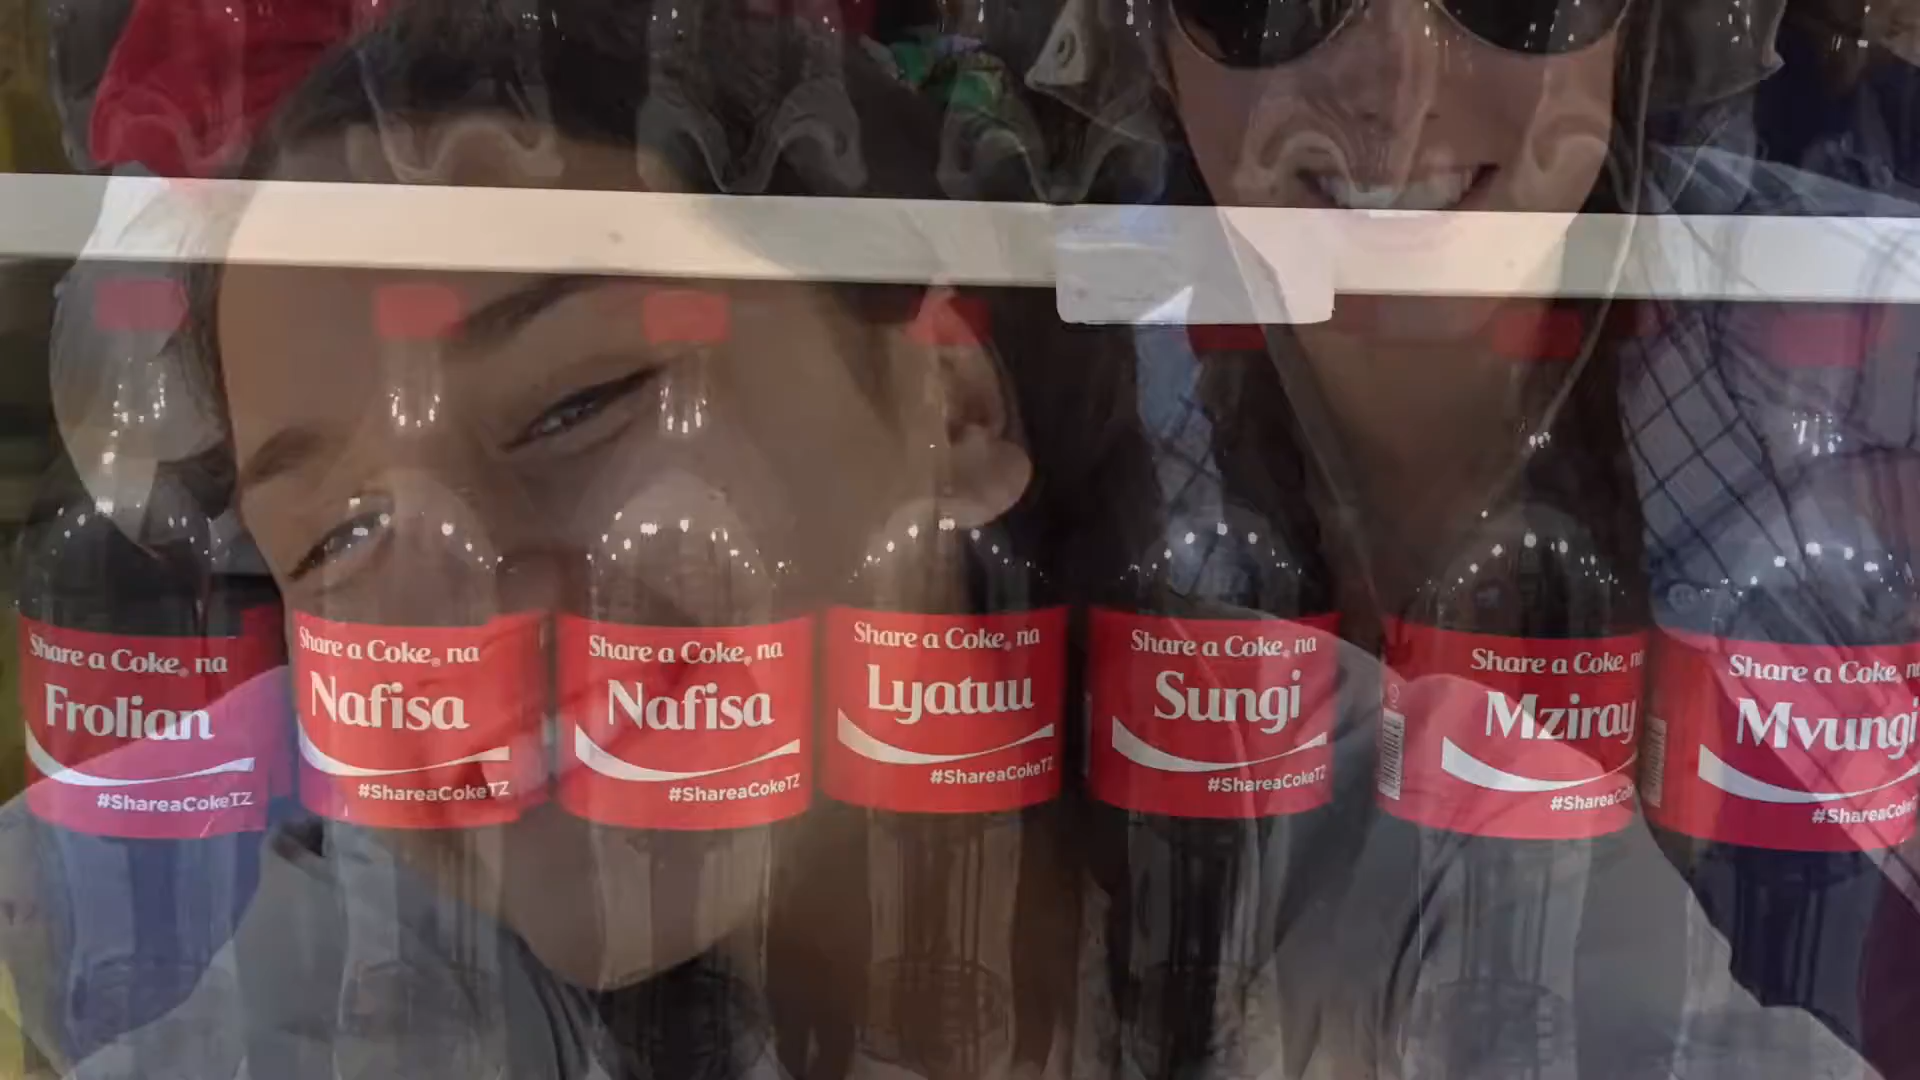 Share a Coke, na
Frolian
#ShareaCokeTZ
Share a Coke, na
Nafisa
#ShareaCokeTZ
Share a Coke, na
Nafisa
#ShareaCokeTZ
Share a Coke, na
Lyatuu
#ShareaCokeTZ
Share a Coke, na
Sungi
#ShareaCokeTZ
Share a Coke,
Mziray
Share a Coke,
Mvungi